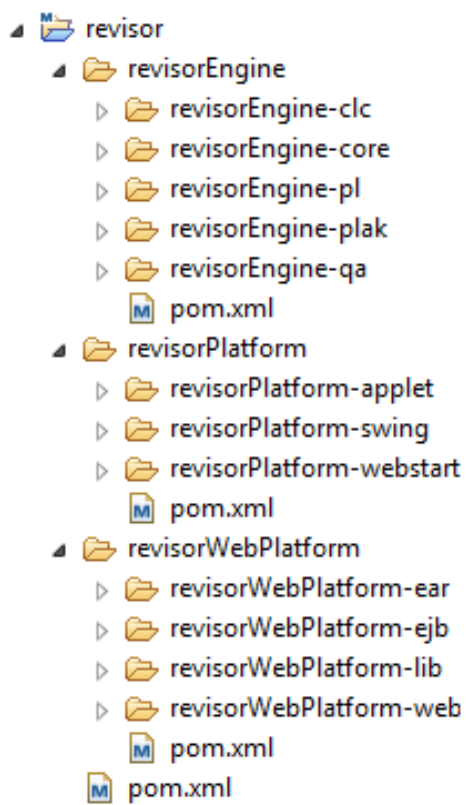 revisor
revisorEngine
revisorEngine-clc
revisorEngine-core
revisorEngine-pl
revisorEngine-plak
revisorEngine-qa
pom.xml
revisorPlatform
revisorPlatform-applet
revisorPlatform-swing
revisorPlatform-webstart
pom.xml
revisorWebPlatform
revisorWebPlatform-ear
revisorWebPlatform-ejb
revisorWebPlatform-lib
revisorWebPlatform-web
pom.xml
pom.xml